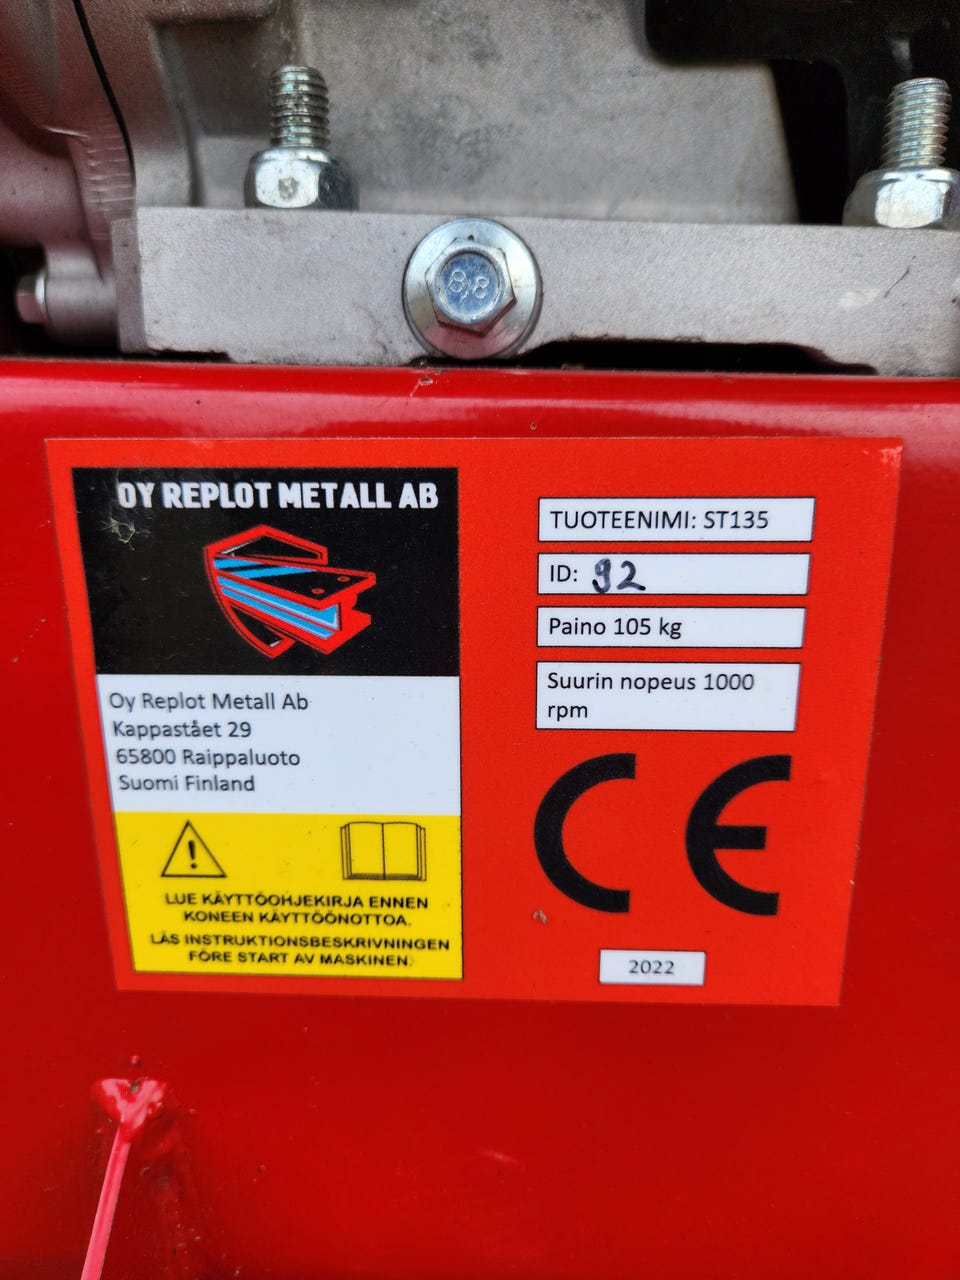 8.8
OY REPLOT METALL AB
Oy Replot Metall Ab
Kappastået 29
65800 Raippaluoto
Suomi Finland
LUE KÄYTTÖOHJEKIRJA ENNEN
KONEEN KÄYTTÖÖNOTTOA.
LÄS INSTRUKTIONSBESKRIVNINGEN
FÖRE START AV MASKINEN.
TUOTEENIMI: ST135
ID: 92
Paino 105 kg
Suurin nopeus 1000
rpm
CE
2022